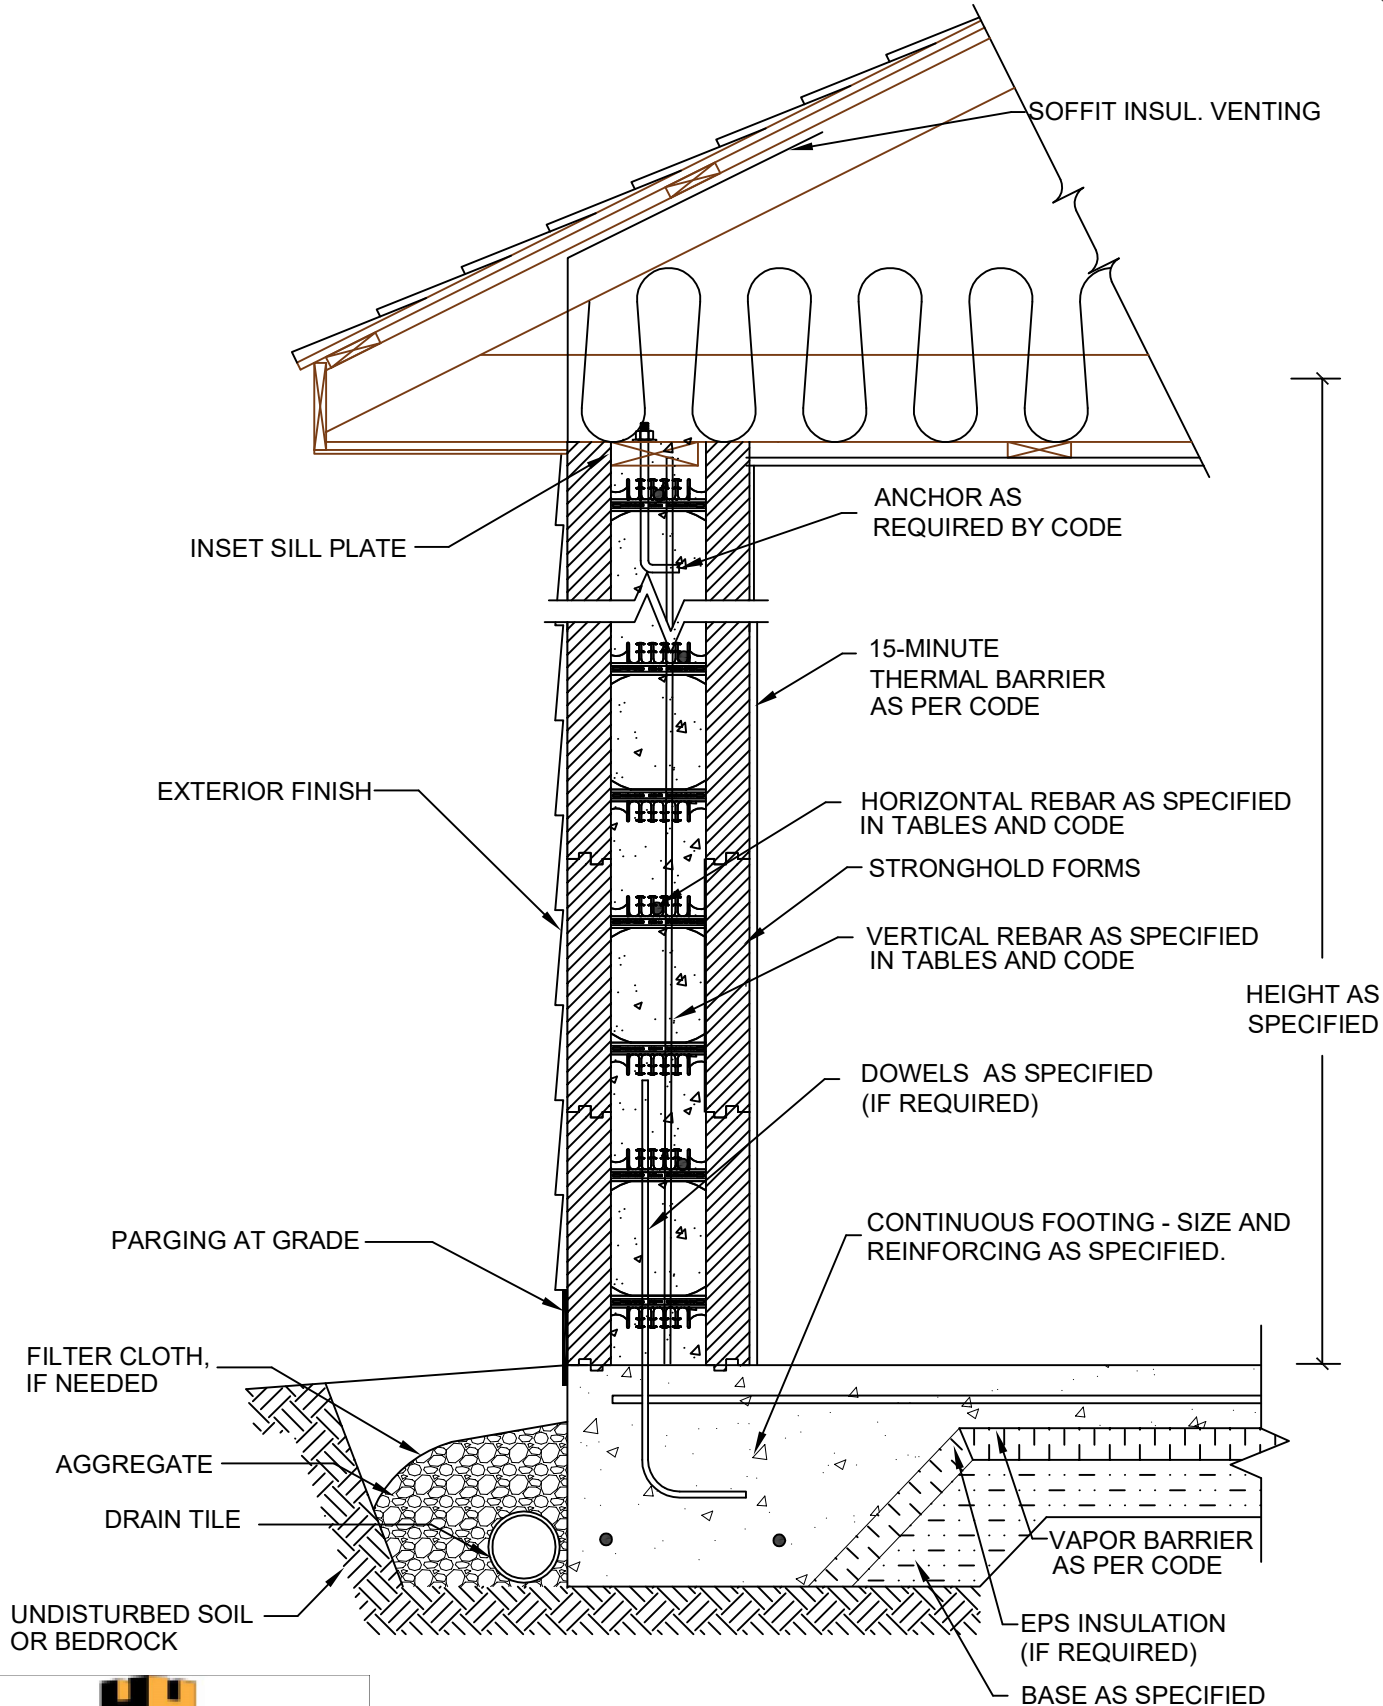 SOFFIT INSUL. VENTING
ANCHOR AS
REQUIRED BY CODE
INSET SILL PLATE
15-MINUTE
THERMAL BARRIER
AS PER CODE
EXTERIOR FINISH
HORIZONTAL REBAR AS SPECIFIED
IN TABLES AND CODE
STRONGHOLD FORMS
VERTICAL REBAR AS SPECIFIED
IN TABLES AND CODE
HEIGHT AS
SPECIFIED
DOWELS AS SPECIFIED
(IF REQUIRED)
PARGING AT GRADE
CONTINUOUS FOOTING - SIZE AND
REINFORCING AS SPECIFIED.
FILTER CLOTH,
IF NEEDED
AGGREGATE
DRAIN TILE
VAPOR BARRIER
AS PER CODE
UNDISTURBED SOIL
OR BEDROCK
EPS INSULATION
(IF REQUIRED)
BASE AS SPECIFIED